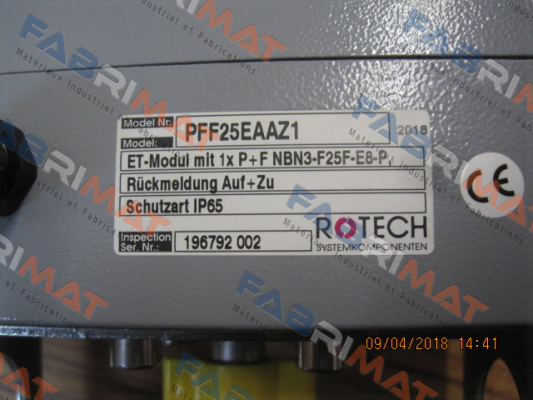 Model Nr.:
Model:
PFF25EAAZ1
2018
ET-Modul mit 1x P+F NBN3-F25F-E8-P,
Rückmeldung Auf+Zu
Schutzart IP65
Inspection
Ser. Nr.:
196792 002
ROTECH
SYSTEMKOMPONENTEN
CE
09/04/2018 14:41
FABRIMAT
Materiaux Industriel et Fabrications